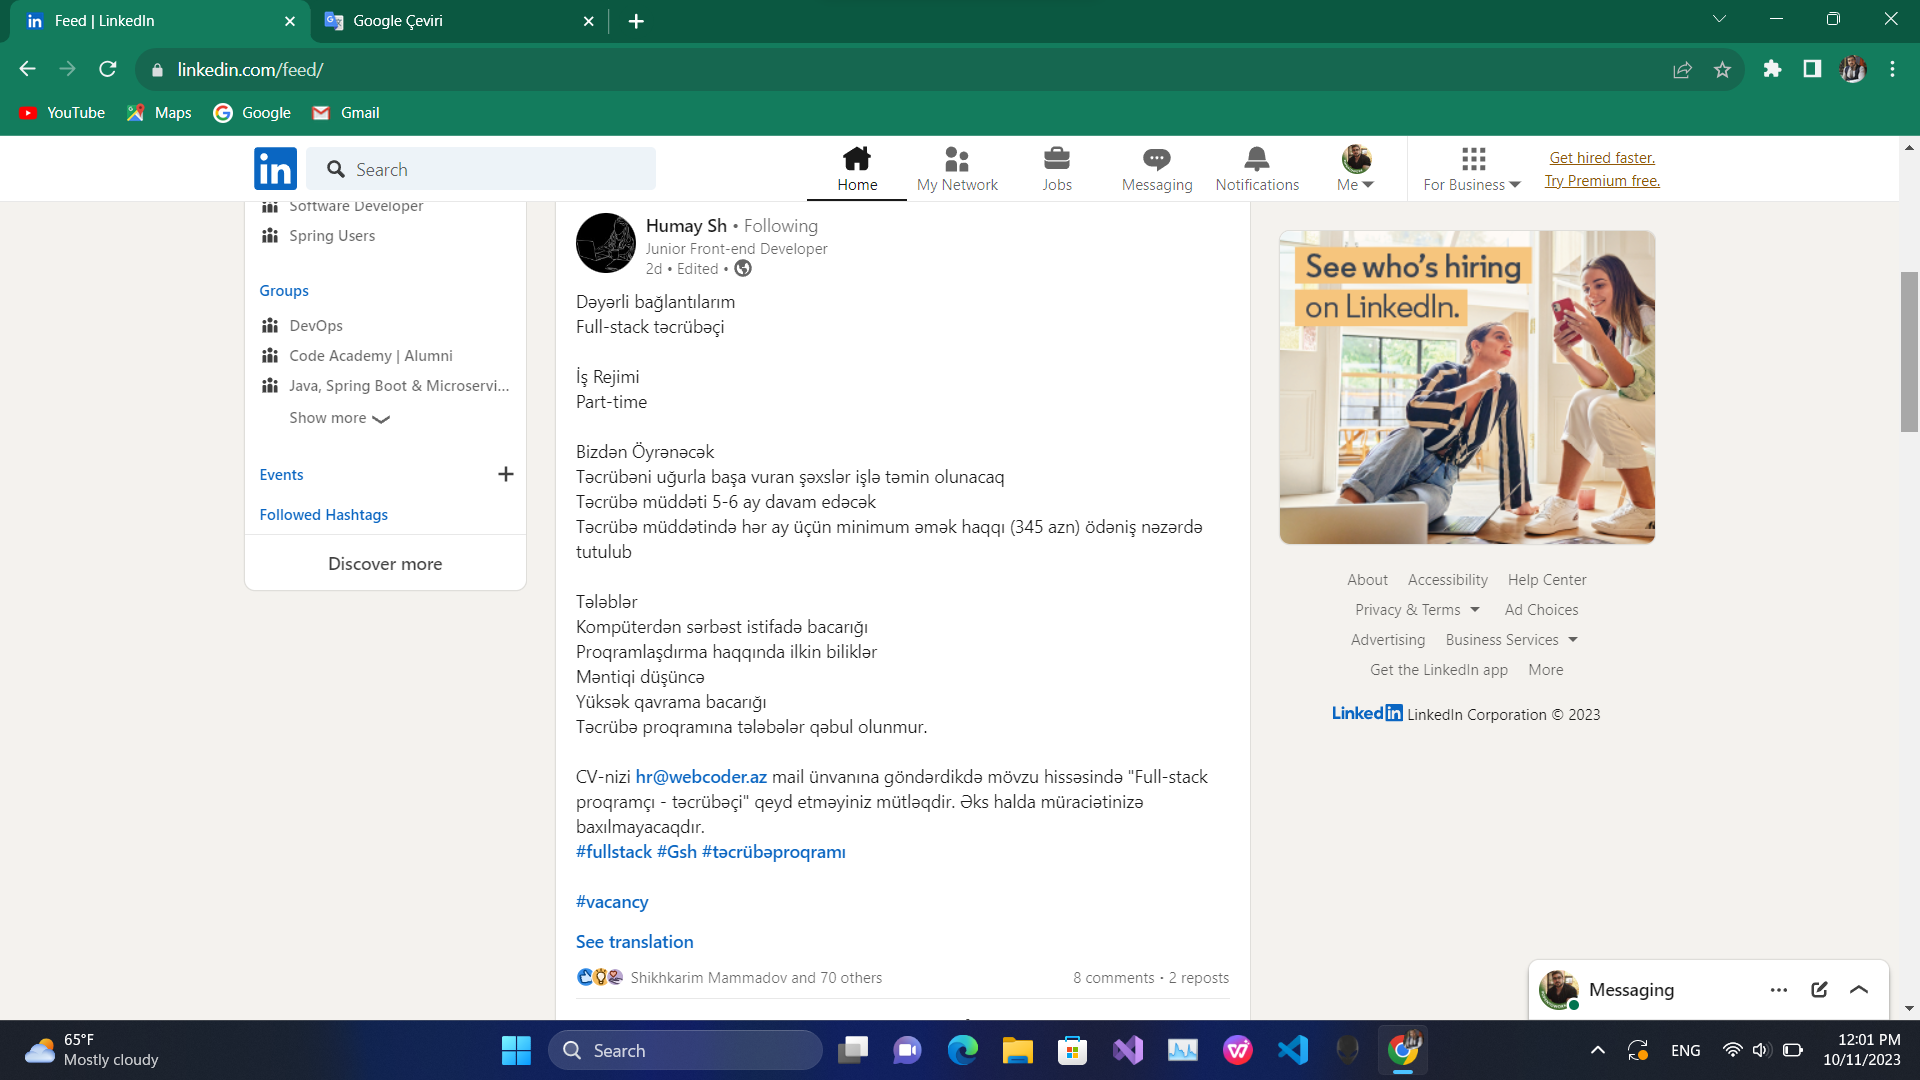 Feed | LinkedIn
Google Çeviri
linkedin.com/feed/
YouTube
Maps
Google
Gmail
in
Search
Home
My Network
Jobs
Messaging
Notifications
Me
For Business
Get hired faster.
Try Premium free.
Software Developer
Spring Users
Groups
DevOps
Code Academy | Alumni
Java, Spring Boot & Microservi...
Show more
Events
Followed Hashtags
Discover more
Humay Sh • Following
Junior Front-end Developer
2d • Edited •
Dəyərli bağlantılarım
Full-stack təcrübəçi
İş Rejimi
Part-time
Bizdən Öyrənəcək
Təcrübəni uğurla başa vuran şəxslər işlə təmin olunacaq
Təcrübə müddəti 5-6 ay davam edəcək
Təcrübə müddətində hər ay üçün minimum əmək haqqı (345 azn) ödəniş nəzərdə
tutulub
Tələblər
Kompüterdən sərbəst istifadə bacarığı
Proqramlaşdırma haqqında ilkin biliklər
Məntiqi düşüncə
Yüksək qavrama bacarığı
Təcrübə proqramına tələbələr qəbul olunmur.
CV-nizi hr@webcoder.az mail ünvanına göndərdikdə mövzu hissəsində "Full-stack
proqramçı - təcrübəçi" qeyd etməyiniz mütləqdir. Əks halda müraciətinizə
baxılmayacaqdır.
#fullstack #Gsh #təcrübəproqramı
#vacancy
See translation
Shikhkarim Mammadov and 70 others
8 comments • 2 reposts
See who's hiring
on LinkedIn.
About Accessibility Help Center
Privacy & Terms Ad Choices
Advertising Business Services
Get the LinkedIn app More
LinkedIn LinkedIn Corporation © 2023
Messaging
65°F
Mostly cloudy
Search
ENG
12:01 PM
10/11/2023